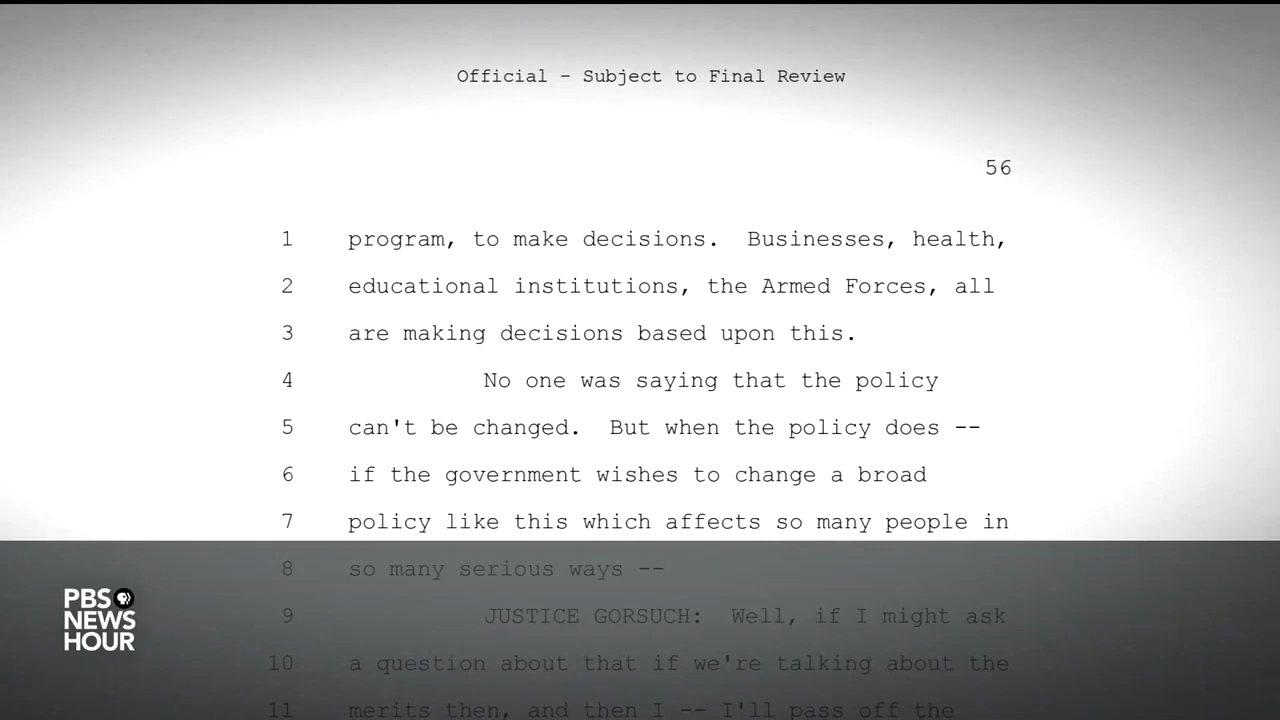 Official - Subject to Final Review
56
1 program, to make decisions. Businesses, health,
2 educational institutions, the Armed Forces, all
3 are making decisions based upon this.
4 No one was saying that the policy
5 can't be changed. But when the policy does --
6 if the government wishes to change a broad
7 policy like this which affects so many people in
8 so many serious ways --
9 JUSTICE GORSUCH: Well, if I might ask
10 a question about that if we're talking about the
11 merits then, and then I -- I'll pass off the
PBS
NEWS
HOUR